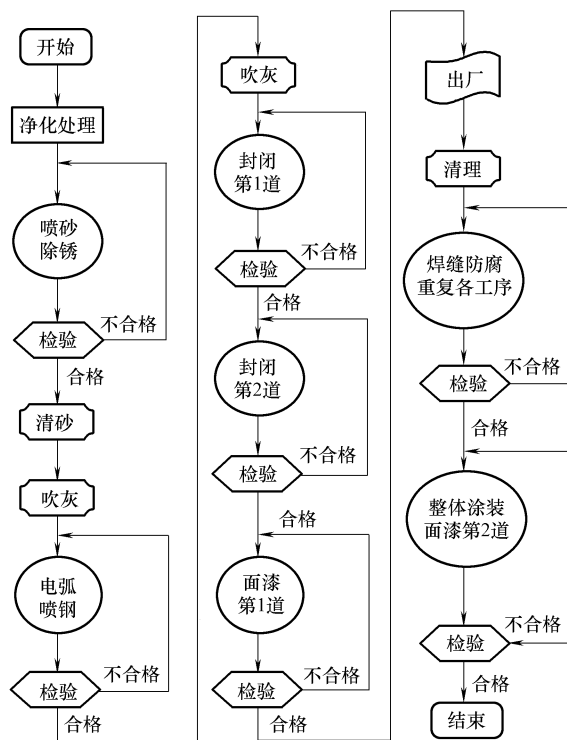 开始
净化处理
喷砂
除锈
检验
不合格
合格
清砂
吹灰
电弧
喷钢
检验
不合格
合格
吹灰
封闭
第1道
检验
不合格
合格
封闭
第2道
检验
不合格
合格
面漆
第1道
检验
不合格
合格
出厂
清理
焊缝防腐
重复各工序
检验
不合格
合格
整体涂装
面漆第2道
检验
不合格
合格
结束